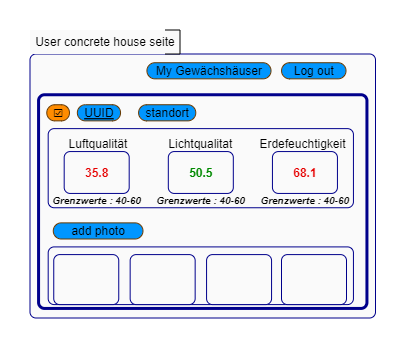 User concrete house seite
My Gewächshäuser Log out
☑ UUID standort
Luftqualität Lichtqualitat Erdefeuchtigkeit
35.8 50.5 68.1
Grenzwerte : 40-60 Grenzwerte : 40-60 Grenzwerte : 40-60
add photo